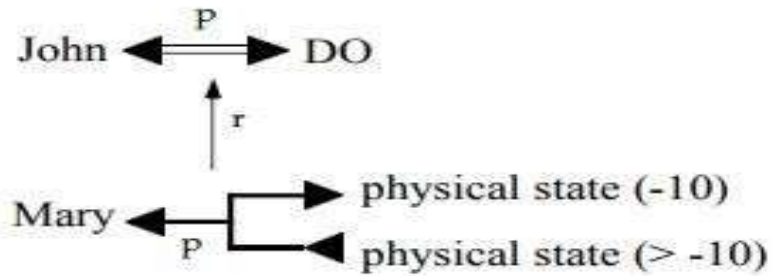 P
John DO
r
physical state (-10)
Mary
P
physical state (> -10)